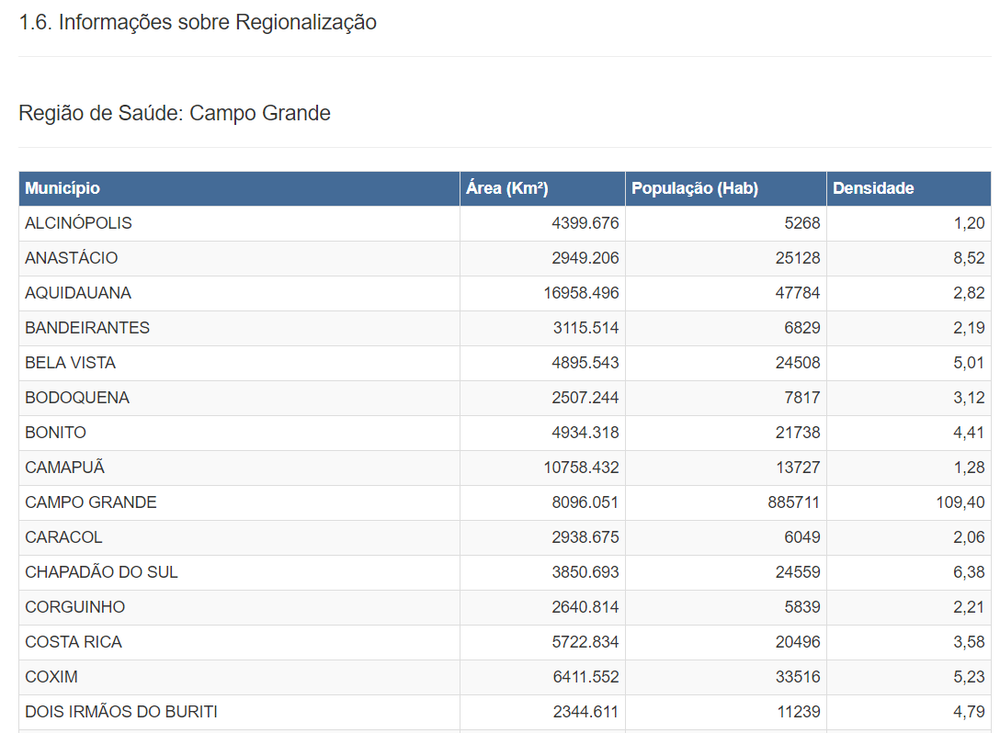 1.6. Informações sobre Regionalização
Região de Saúde: Campo Grande
Município Área (Km²) População (Hab) Densidade
ALCINÓPOLIS 4399.676 5268 1,20
ANASTÁCIO 2949.206 25128 8,52
AQUIDAUANA 16958.496 47784 2,82
BANDEIRANTES 3115.514 6829 2,19
BELA VISTA 4895.543 24508 5,01
BODOQUENA 2507.244 7817 3,12
BONITO 4934.318 21738 4,41
CAMAPUÃ 10758.432 13727 1,28
CAMPO GRANDE 8096.051 885711 109,40
CARACOL 2938.675 6049 2,06
CHAPADÃO DO SUL 3850.693 24559 6,38
CORGUINHO 2640.814 5839 2,21
COSTA RICA 5722.834 20496 3,58
COXIM 6411.552 33516 5,23
DOIS IRMÃOS DO BURITI 2344.611 11239 4,79